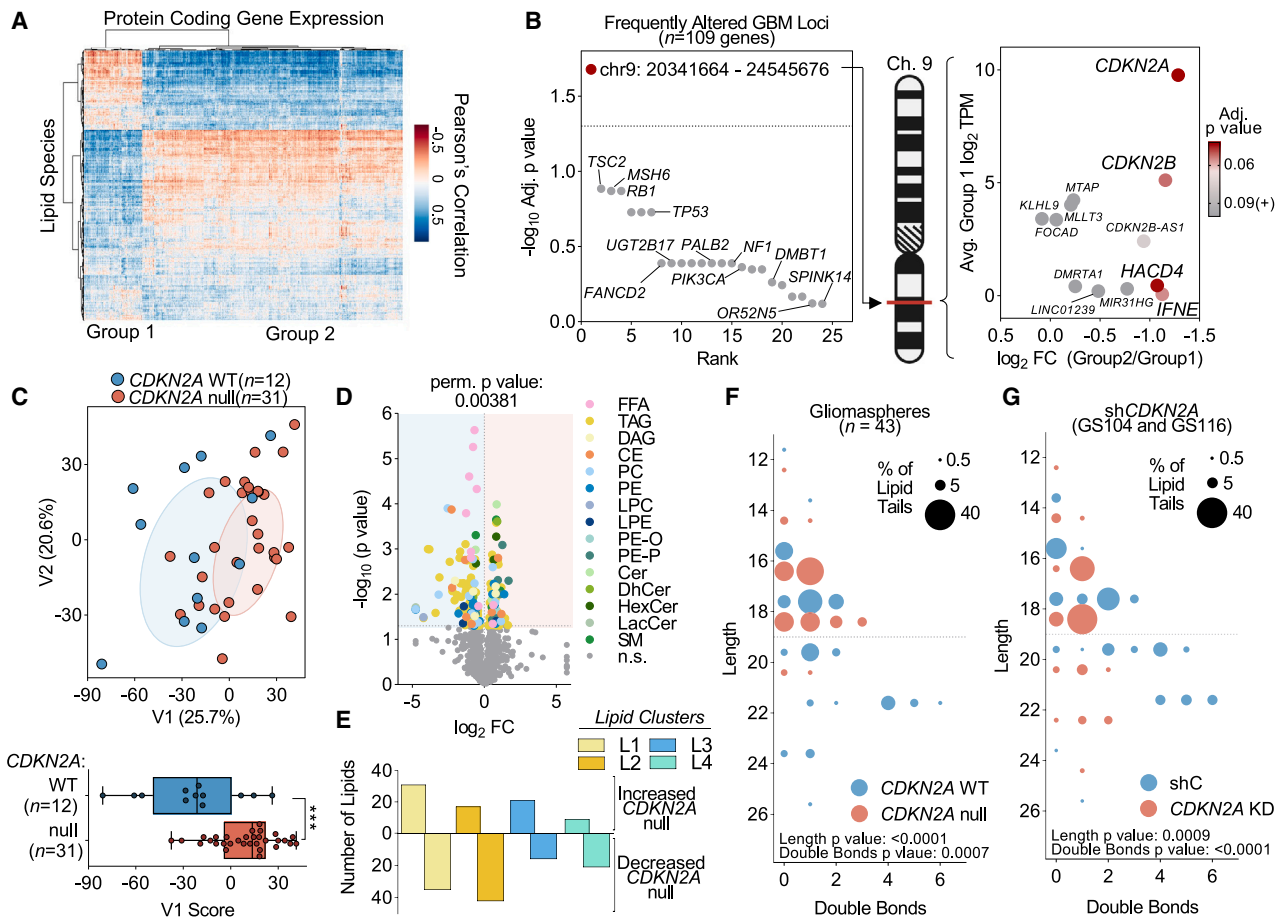 A
Protein Coding Gene Expression
Lipid Species
Group 1
Group 2
-0.5
0
0.5
Pearson's Correlation
B
Frequently Altered GBM Loci
(n=109 genes)
chr9: 20341664 - 24545676
-log10 Adj. p value
1.5
1.0
0.5
0.0
TSC2
MSH6
RB1
TP53
UGT2B17
PALB2
NF1
DMBT1
PIK3CA
SPINK14
FANCD2
OR52N5
0
5
10
15
20
25
Rank
Ch. 9
Avg. Group 1 log2 TPM
10
5
0
CDKN2A
CDKN2B
MTAP
KLHL9
MLLT3
FOCAD
CDKN2B-AS1
DMRTA1
HACD4
LINC01239
MIR31HG
IFNE
0.0
-0.5
-1.0
-1.5
log2 FC (Group2/Group1)
Adj.
p value
0.06
0.09(+)
C
CDKN2A WT(n=12)
CDKN2A null(n=31)
V2 (20.6%)
30
0
-30
-90
-60
-30
0
30
V1 (25.7%)
CDKN2A:
WT
(n=12)
null
(n=31)
***
-90
-60
-30
0
30
V1 Score
D
perm. p value:
0.00381
-log10 (p value)
6
5
4
3
2
1
0
-5
0
5
log2 FC
FFA
TAG
DAG
CE
PC
PE
LPC
LPE
PE-O
PE-P
Cer
DhCer
HexCer
LacCer
SM
n.s.
E
Lipid Clusters
L1
L3
L2
L4
Number of Lipids
40
20
0
20
40
Increased
CDKN2A
null
Decreased
CDKN2A
null
F
Gliomaspheres
(n = 43)
% of
Lipid
Tails
0.5
5
40
Length
12
14
16
18
20
22
24
26
CDKN2A WT
CDKN2A null
Length p value: <0.0001
Double Bonds p vlaue: 0.0007
0
2
4
6
Double Bonds
G
shCDKN2A
(GS104 and GS116)
% of
Lipid
Tails
0.5
5
40
Length
12
14
16
18
20
22
24
26
shC
CDKN2A KD
Length p value: 0.0009
Double Bonds p vaue: <0.0001
0
2
4
6
Double Bonds